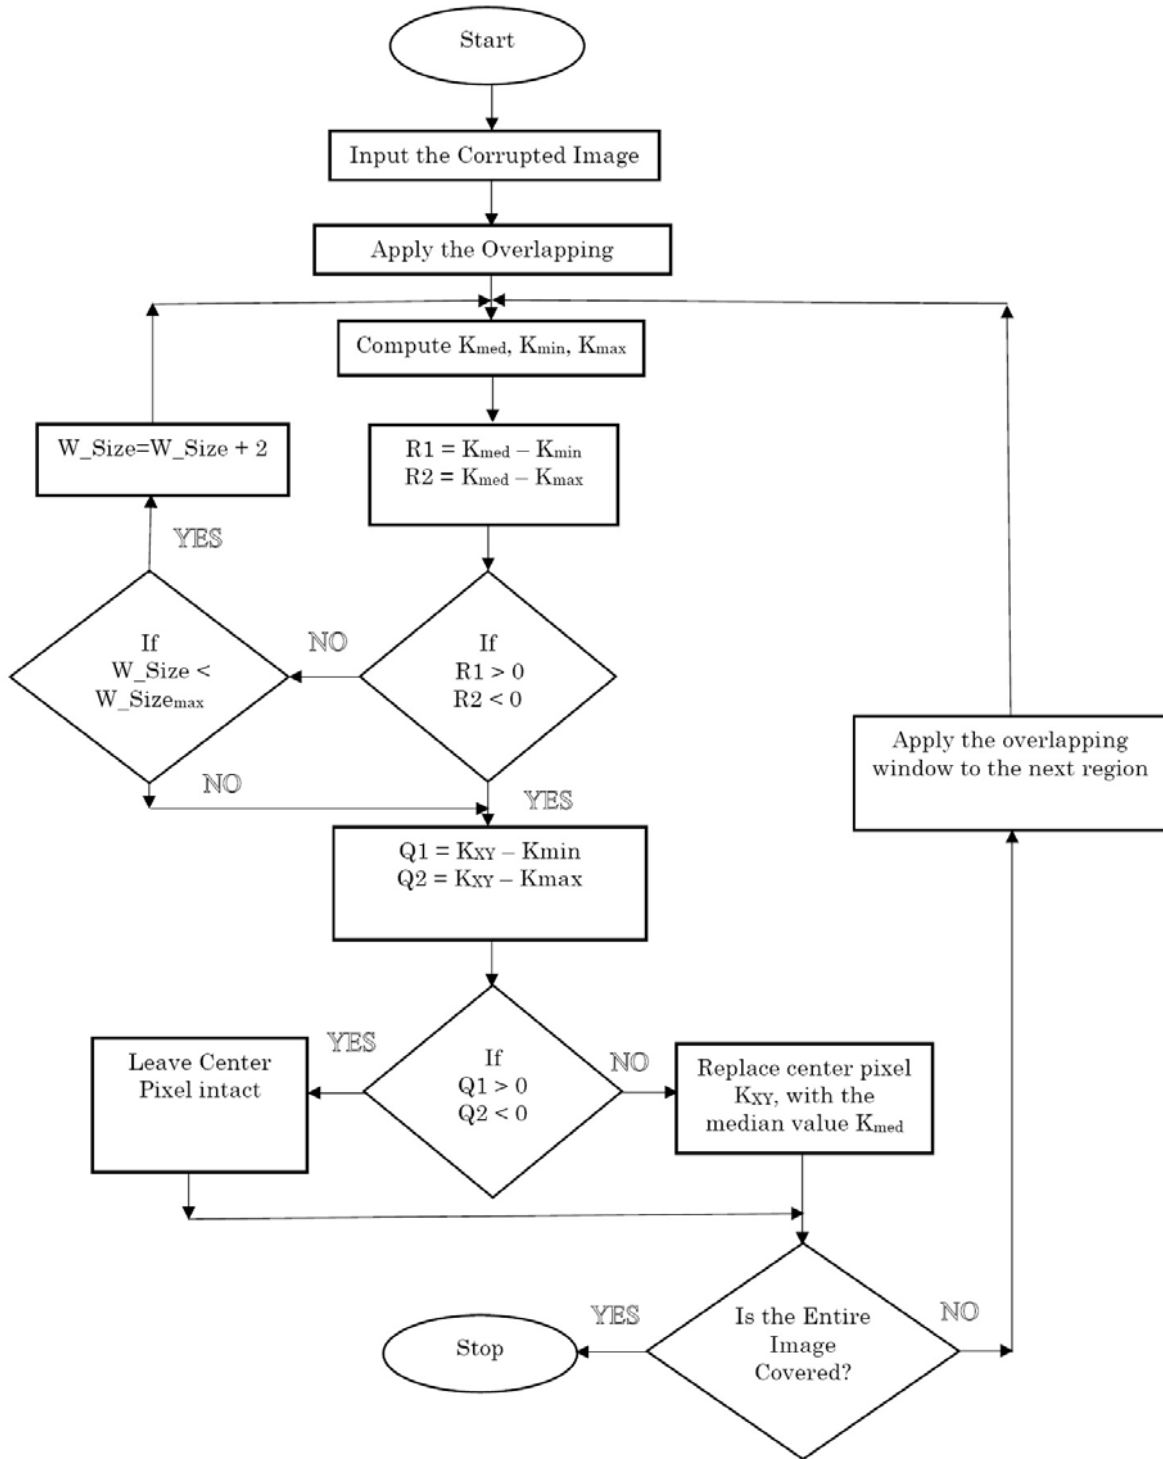 Start
Input the Corrupted Image
Apply the Overlapping
Compute Kmed, Kmin, Kmax
W_Size=W_Size + 2
R1 = Kmed – Kmin
R2 = Kmed – Kmax
YES
If
W_Size <
W_Sizemax
NO
If
R1 > 0
R2 < 0
Apply the overlapping
window to the next region
NO
YES
Q1 = KXY – Kmin
Q2 = KXY – Kmax
Leave Center
Pixel intact
YES
If
Q1 > 0
Q2 < 0
NO
Replace center pixel
KXY, with the
median value Kmed
Stop
YES
Is the Entire
Image
Covered?
NO